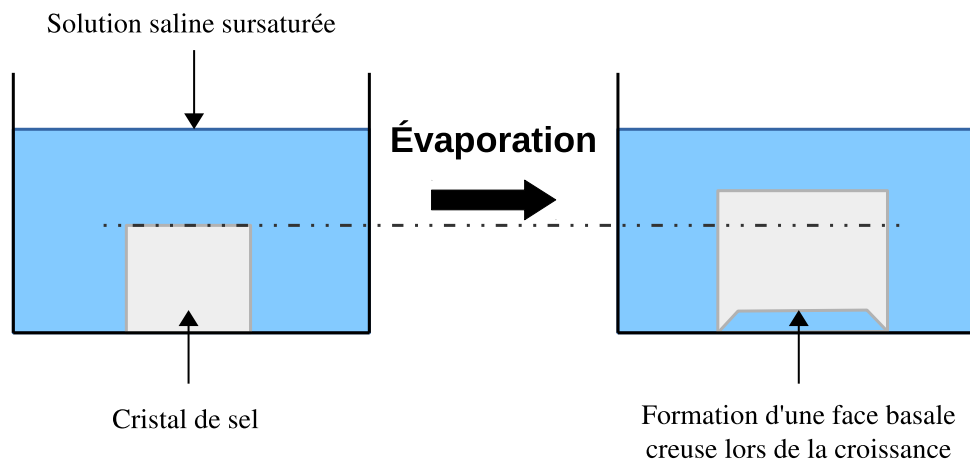 Solution saline sursaturée
Évaporation
Cristal de sel
Formation d'une face basale
creuse lors de la croissance